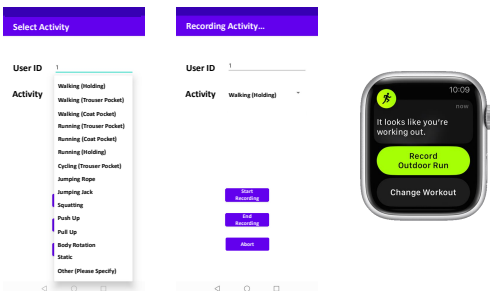 Select Activity
User ID
1
Activity
Walking (Holding)
Walking (Trouser Pocket)
Walking (Coat Pocket)
Running (Trouser Pocket)
Running (Coat Pocket)
Running (Holding)
Cycling (Trouser Pocket)
Jumping Rope
Jumping Jack
Squatting
Push Up
Pull Up
Body Rotation
Static
Other (Please Specify)
Recording Activity...
User ID
1
Activity
Walking (Holding)
Start
Recording
End
Recording
Abort
10:09
now
It looks like you're
working out.
Record
Outdoor Run
Change Workout